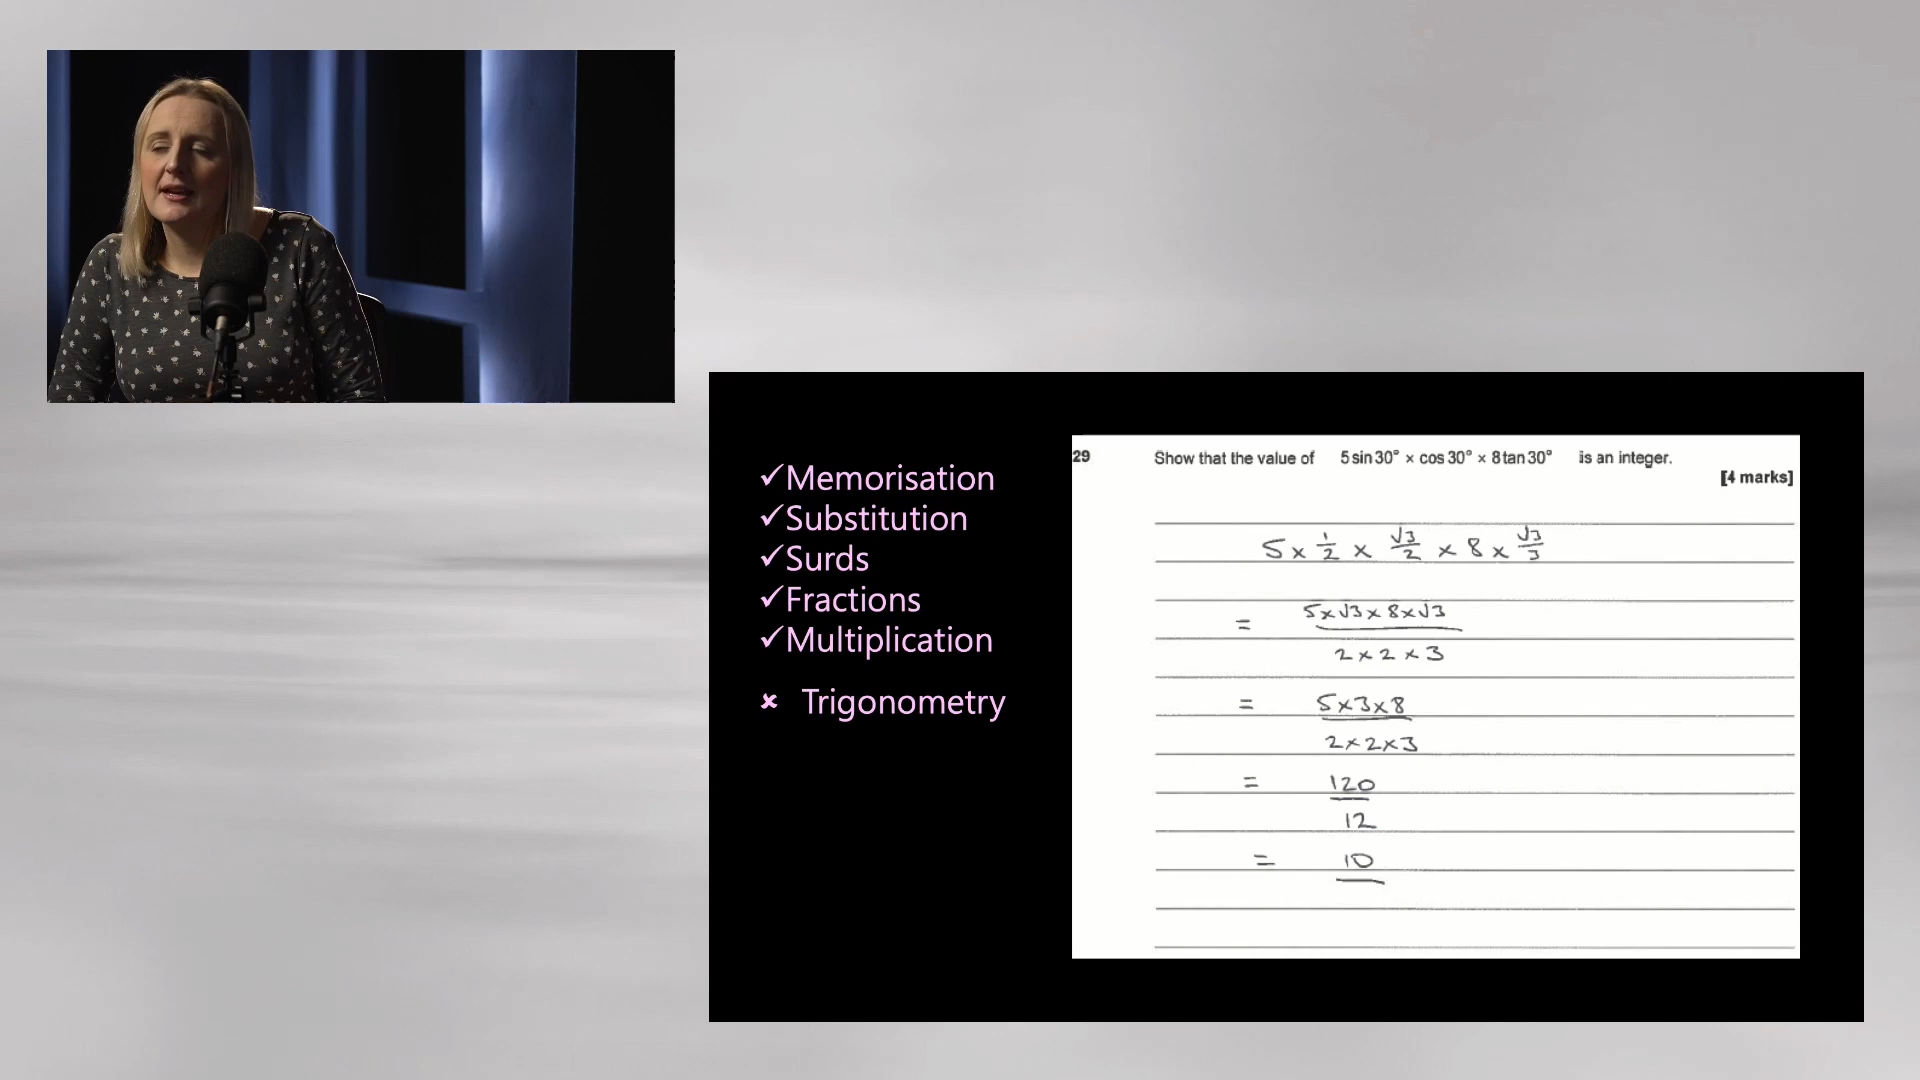 ✓Memorisation
✓Substitution
✓Surds
✓Fractions
✓Multiplication
× Trigonometry
29 Show that the value of 5 sin 30° × cos 30° × 8 tan 30° is an integer.
[4 marks]
5 × 1/2 × √3/2 × 8 × √3/3
= 5×√3×8×√3
2×2×3
= 5×3×8
2×2×3
= 120
12
= 10